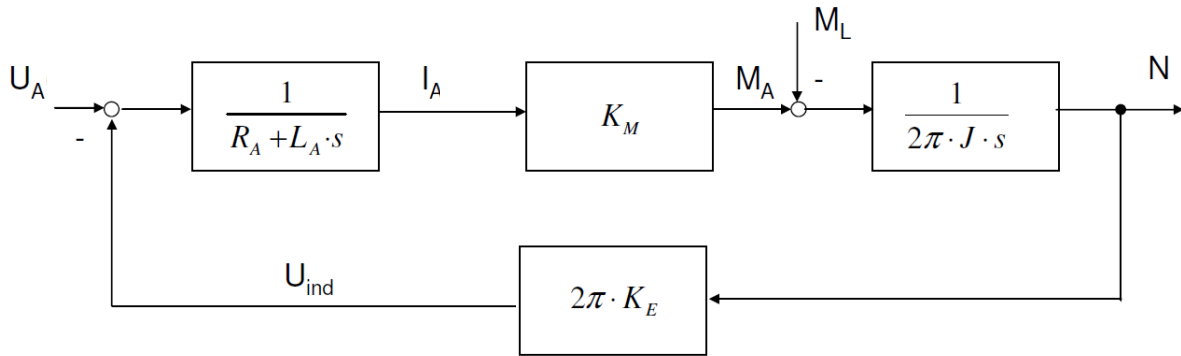 U_A
-
1
R_A + L_A · s
I_A
K_M
M_A
M_L
-
1
2π · J · s
N
U_ind
2π · K_E